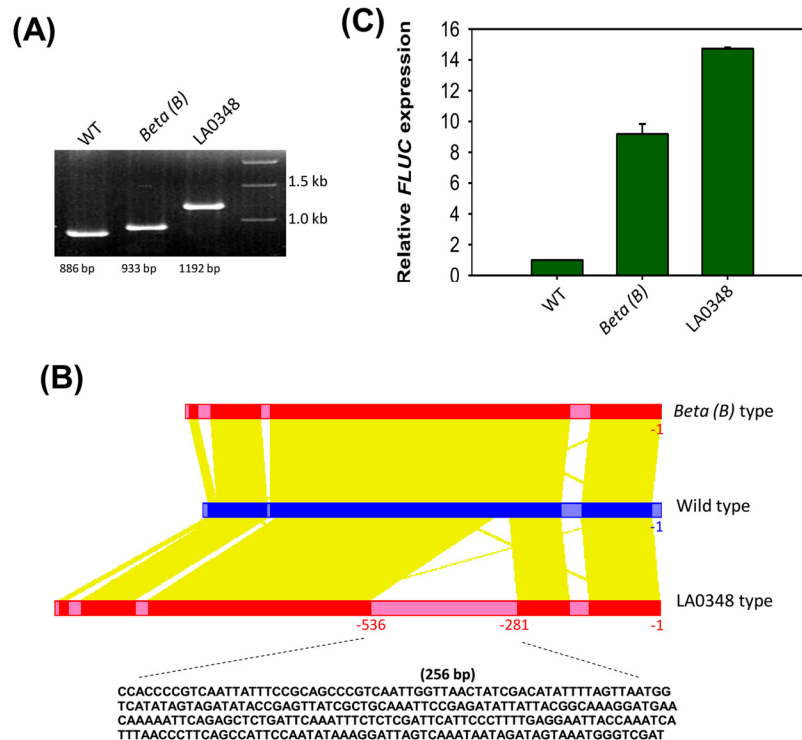 (A)
WT
Beta (B)
LA0348
1.5 kb
1.0 kb
886 bp
933 bp
1192 bp
(C)
Relative FLUC expression
16
14
12
10
8
6
4
2
0
WT
Beta (B)
LA0348
(B)
Beta (B) type
-1
Wild type
-1
LA0348 type
-536
-281
-1
(256 bp)
CCACCCCGTCAATTATTTCCGCAGCCCGTCAATTGGTTAACTATCGACATATTTTAGTTAATGG
TCATATAGTAGATATACCGAGTTATCGCTGCAAATTCCGAGATATTATTACGGCAAAGGATGAA
CAAAAATTCAGAGCTCTGATTCAAATTTCTCTCGATTCATTCCCTTTTGAGGAATTACCAAATCA
TTTAACCCTTCAGCCATTCCAATATAAAGGATTAGTCAAATAATAGATAGTAAATGGGTCGAT